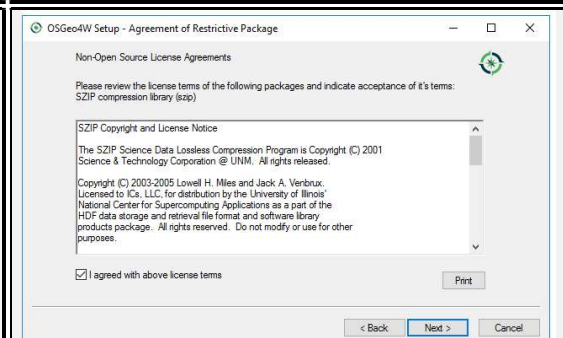 OSGeo4W Setup - Agreement of Restrictive Package
Non-Open Source License Agreements
Please review the license terms of the following packages and indicate acceptance of it's terms:
SZIP compression library (szip)
SZIP Copyright and License Notice
The SZIP Science Data Lossless Compression Program is Copyright (C) 2001
Science & Technology Corporation @ UNM. All rights released.
Copyright (C) 2003-2005 Lowell H. Miles and Jack A. Venbrux.
Licensed to ICs, LLC, for distribution by the University of Illinois'
National Center for Supercomputing Applications as a part of the
HDF data storage and retrieval file format and software library
products package. All rights reserved. Do not modify or use for other
purposes.
I agreed with above license terms
Print
< Back Next > Cancel